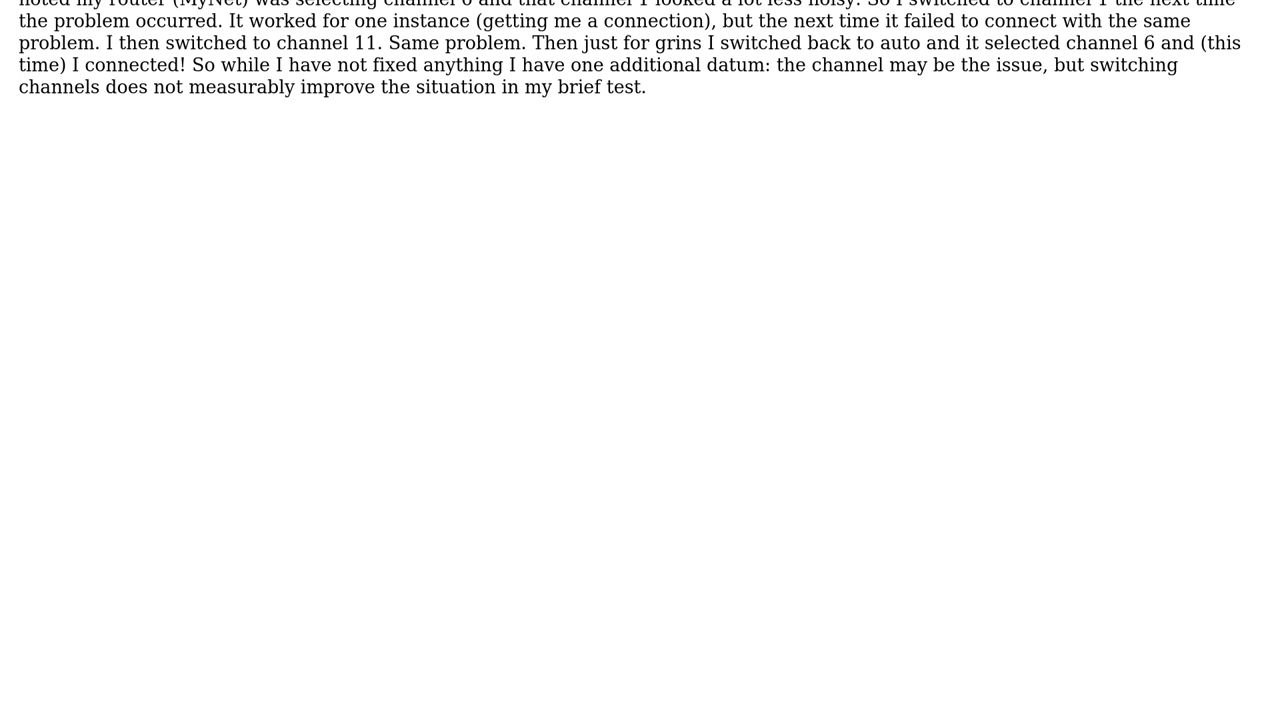 noted my router (MyNet) was selecting channel 6 and that channel 1 looked a lot less noisy. So I switched to channel 1 the next time
the problem occurred. It worked for one instance (getting me a connection), but the next time it failed to connect with the same
problem. I then switched to channel 11. Same problem. Then just for grins I switched back to auto and it selected channel 6 and (this
time) I connected! So while I have not fixed anything I have one additional datum: the channel may be the issue, but switching
channels does not measurably improve the situation in my brief test.